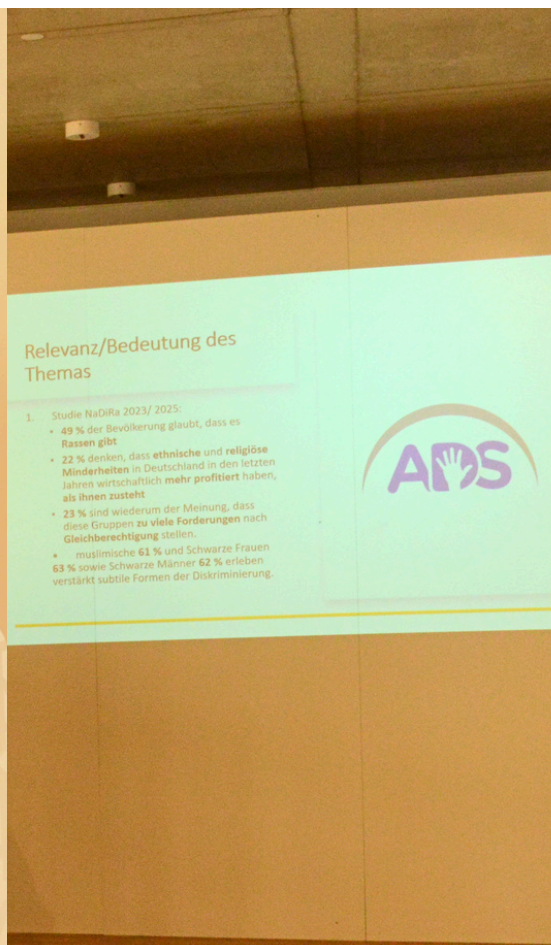 Relevanz/Bedeutung des
Themas
1. Studie NaDiRa 2023/ 2025:
• 49 % der Bevölkerung glaubt, dass es
Rassen gibt
• 22 % denken, dass ethnische und religiöse
Minderheiten in Deutschland in den letzten
Jahren wirtschaftlich mehr profitiert haben,
als ihnen zusteht
• 23 % sind wiederum der Meinung, dass
diese Gruppen zu viele Forderungen nach
Gleichberechtigung stellen.
• muslimische 61 % und Schwarze Frauen
63 % sowie Schwarze Männer 62 % erleben
verstärkt subtile Formen der Diskriminierung.
ADS